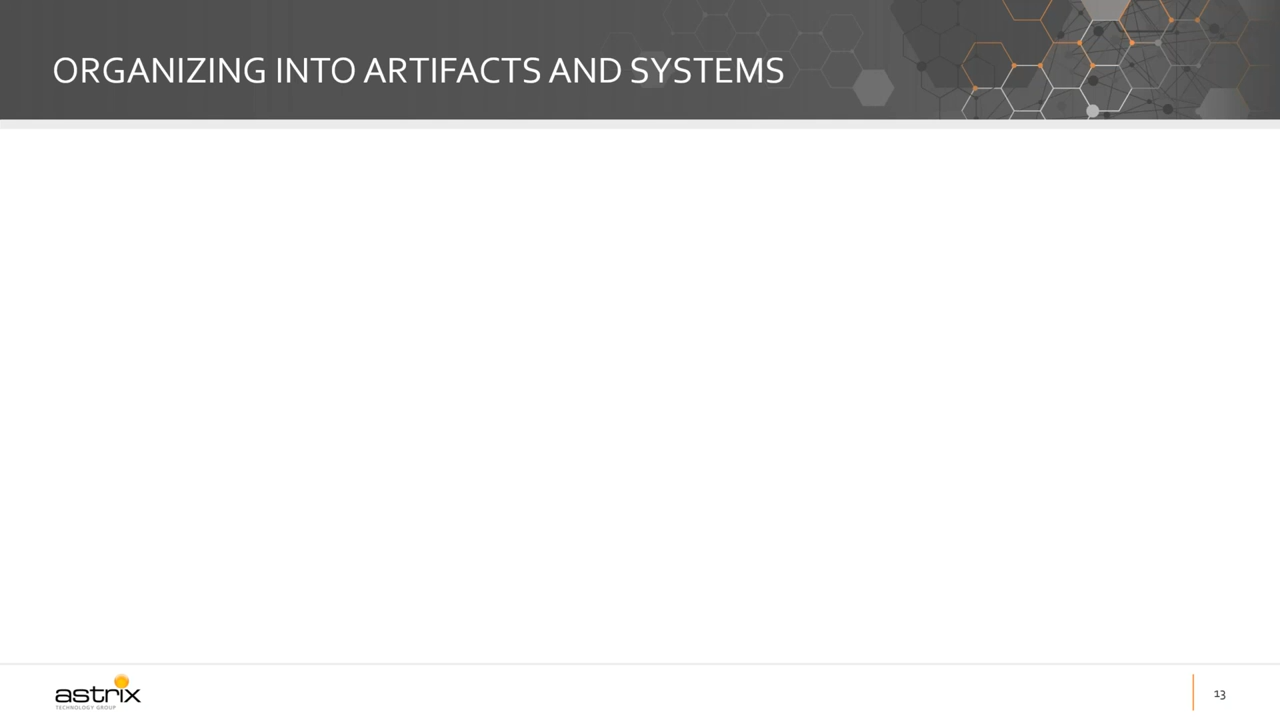 ORGANIZING INTO ARTIFACTS AND SYSTEMS
astrix
TECHNOLOGY GROUP
13